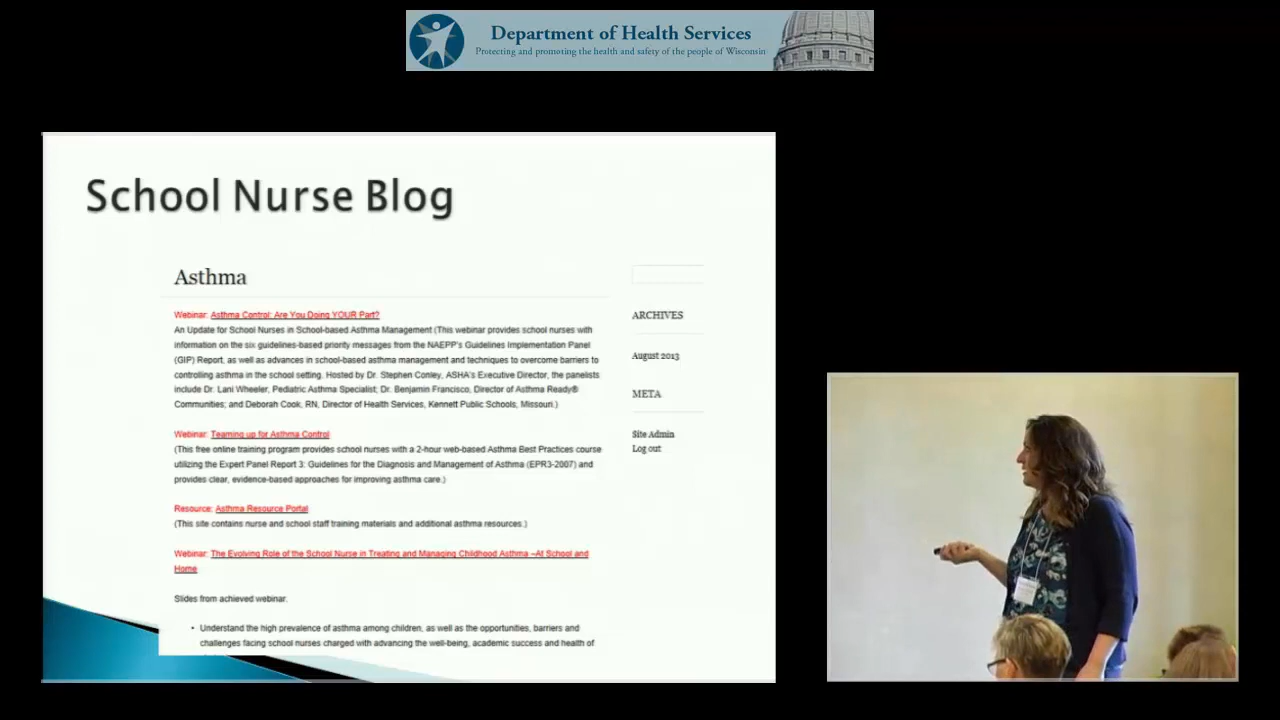 Department of Health Services
Protecting and promoting the health and safety of the people of Wisconsin
School Nurse Blog
Asthma
Webinar: Asthma Control: Are You Doing YOUR Part?
An Update for School Nurses in School-based Asthma Management (This webinar provides school nurses with
information on the six guidelines-based priority messages from the NAEPP's Guidelines Implementation Panel
(GIP) Report, as well as advances in school-based asthma management and techniques to overcome barriers to
controlling asthma in the school setting. Hosted by Dr. Stephen Conley, ASHA's Executive Director, the panelists
include Dr. Lani Wheeler, Pediatric Asthma Specialist; Dr. Benjamin Francisco, Director of Asthma Ready®
Communities; and Deborah Cook, RN, Director of Health Services, Kennett Public Schools, Missouri.)
Webinar: Teaming up for Asthma Control
(This free online training program provides school nurses with a 2-hour web-based Asthma Best Practices course
utilizing the Expert Panel Report 3: Guidelines for the Diagnosis and Management of Asthma (EPR3-2007) and
provides clear, evidence-based approaches for improving asthma care.)
Resource: Asthma Resource Portal
(This site contains nurse and school staff training materials and additional asthma resources.)
Webinar: The Evolving Role of the School Nurse in Treating and Managing Childhood Asthma –At School and
Home
Slides from achieved webinar.
• Understand the high prevalence of asthma among children, as well as the opportunities, barriers and
challenges facing school nurses charged with advancing the well-being, academic success and health of
ARCHIVES
August 2013
META
Site Admin
Log out